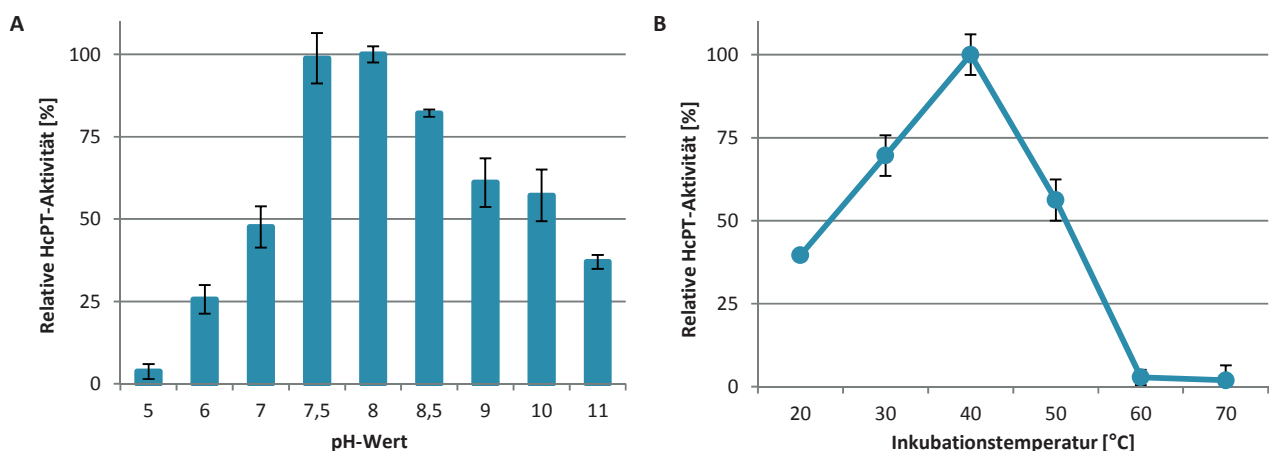 A
Relative HcPT-Aktivität [%]
100
75
50
25
0
5 6 7 7,5 8 8,5 9 10 11
pH-Wert
B
Relative HcPT-Aktivität [%]
100
75
50
25
0
20 30 40 50 60 70
Inkubationstemperatur [°C]